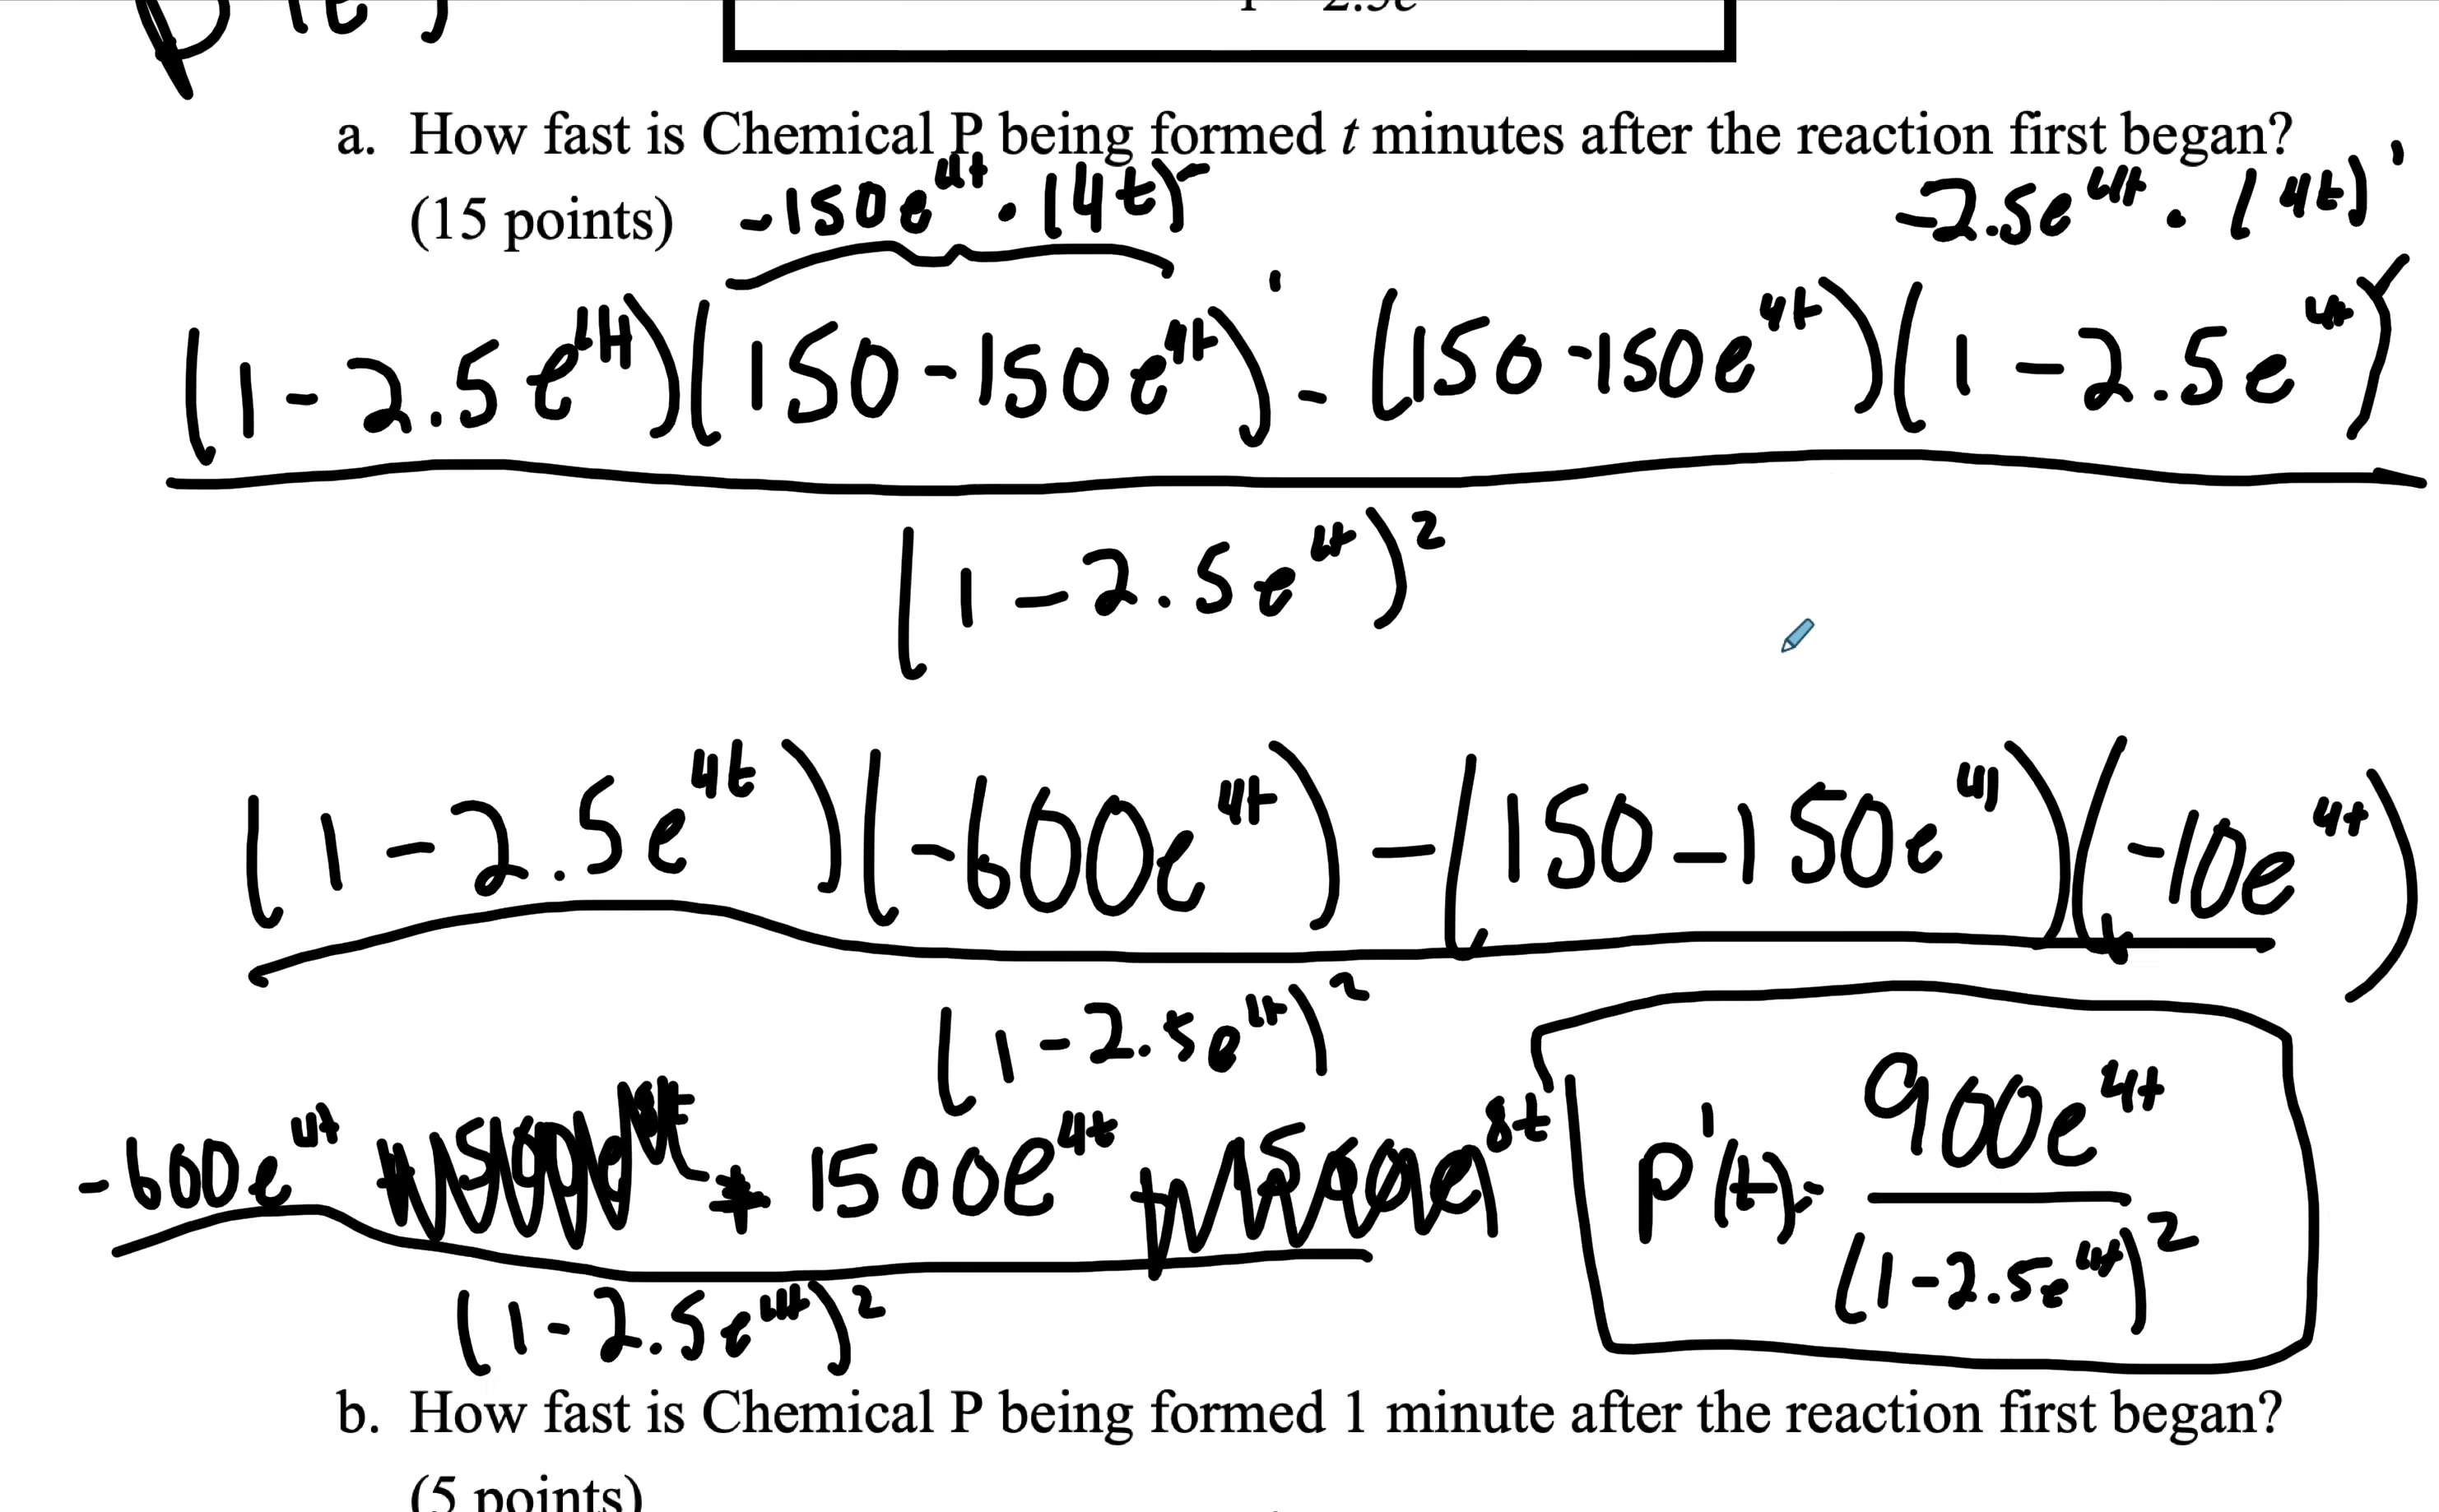 a. How fast is Chemical P being formed t minutes after the reaction first began?
(15 points) -150e^4t · (4t)' -2.5e^4t · (4t)'
(1 - 2.5e^4t)(150 - 150e^4t)' - (150 - 150e^4t)(1 - 2.5e^4t)'
(1 - 2.5e^4t)^2
(1 - 2.5e^4t)(-600e^4t) - (150 - 150e^4t)(-10e^4t)
(1 - 2.5e^4t)^2
-600e^4t + 1500e^4t
(1 - 2.5e^4t)^2
P'(t) = 900e^4t
(1 - 2.5e^4t)^2
b. How fast is Chemical P being formed 1 minute after the reaction first began?
(5 points)